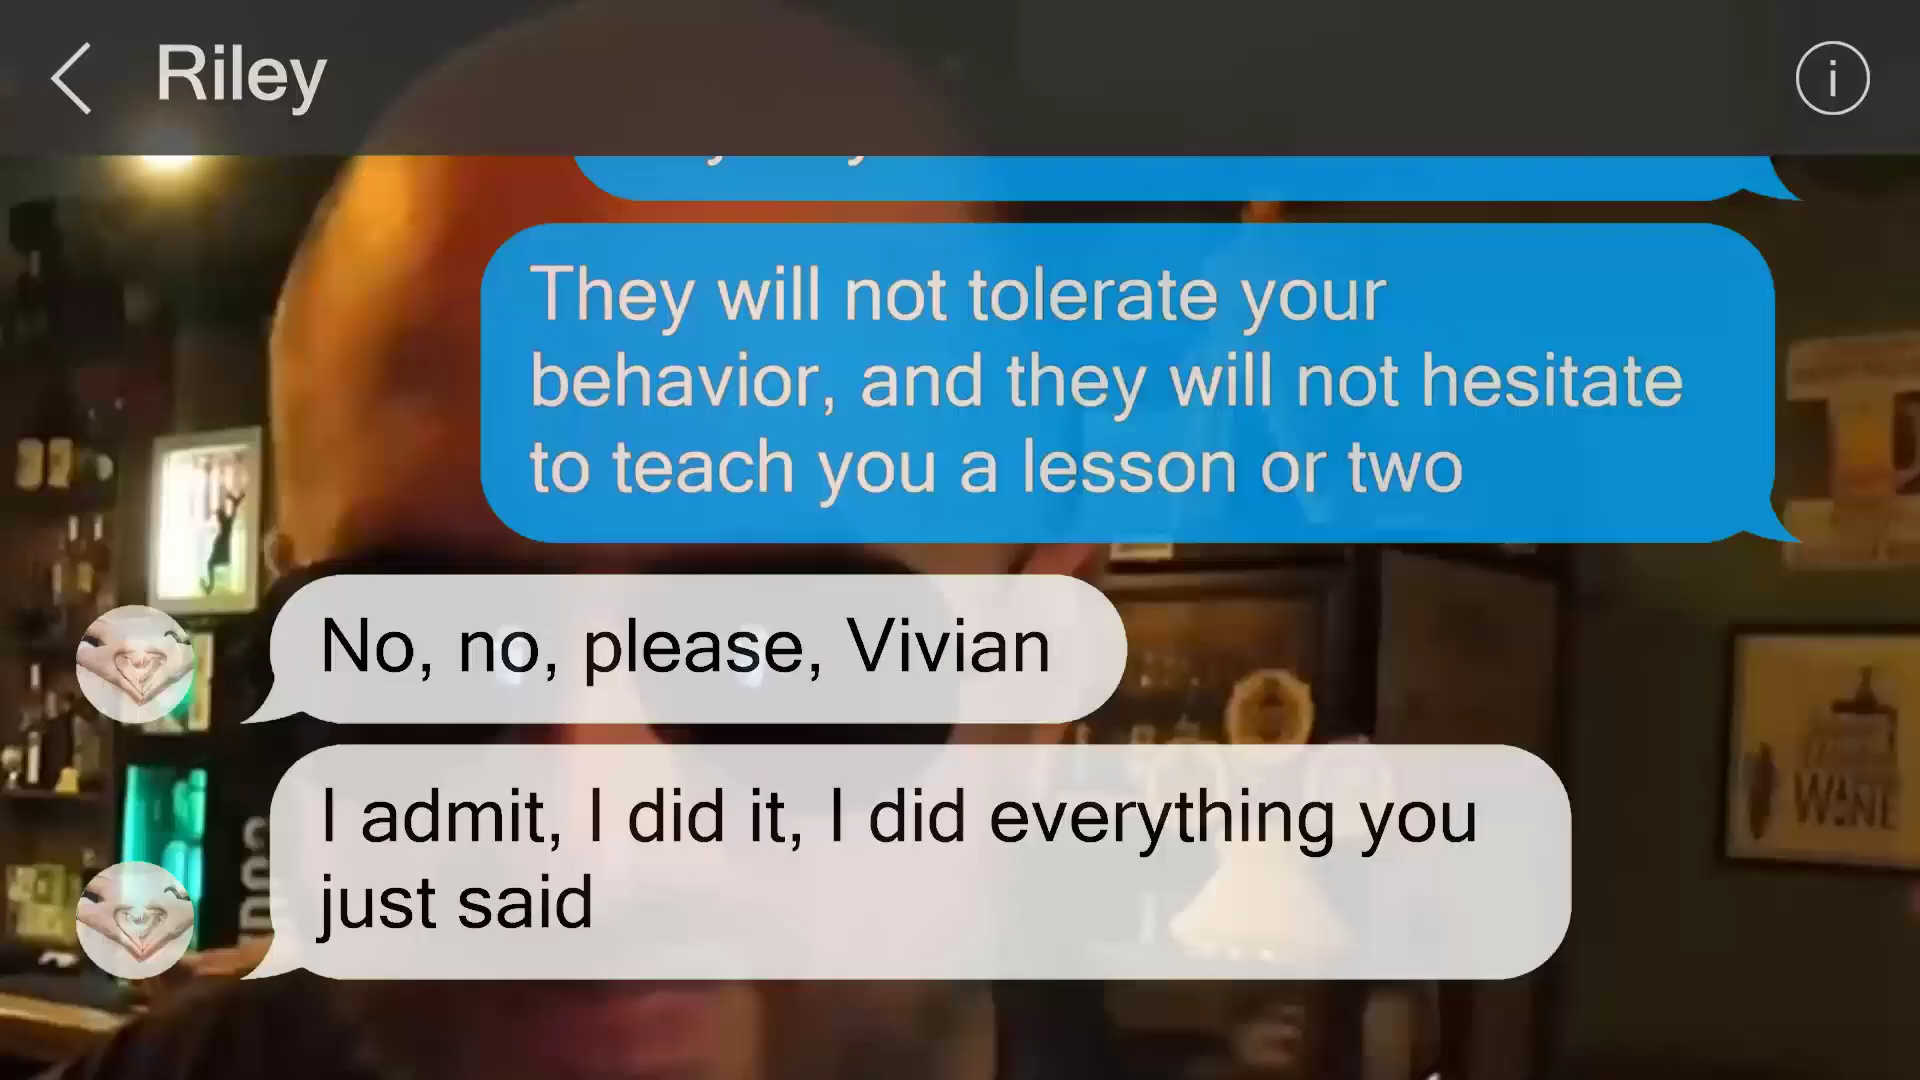 Riley
They will not tolerate your
behavior, and they will not hesitate
to teach you a lesson or two
No, no, please, Vivian
I admit, I did it, I did everything you
just said
WINE